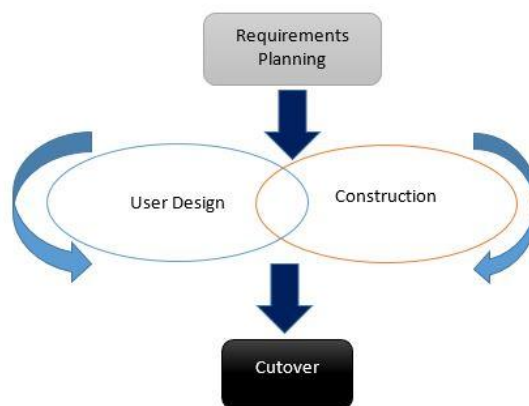 Requirements
Planning
User Design
Construction
Cutover